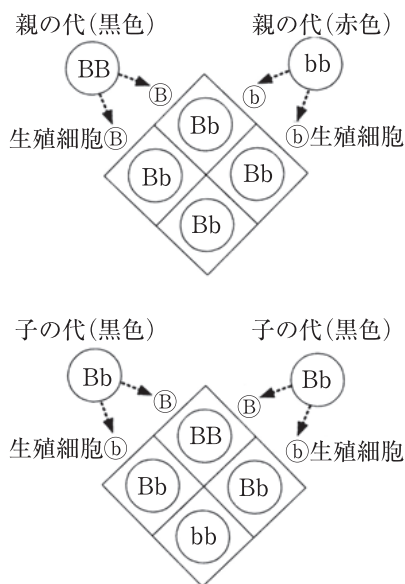 親の代(黒色) 親の代(赤色)
BB bb
Ⓑ ⓑ
Bb
生殖細胞Ⓑ ⓑ生殖細胞
Bb Bb
Bb
子の代(黒色) 子の代(黒色)
Bb Bb
Ⓑ Ⓑ
BB
生殖細胞ⓑ ⓑ生殖細胞
Bb Bb
bb